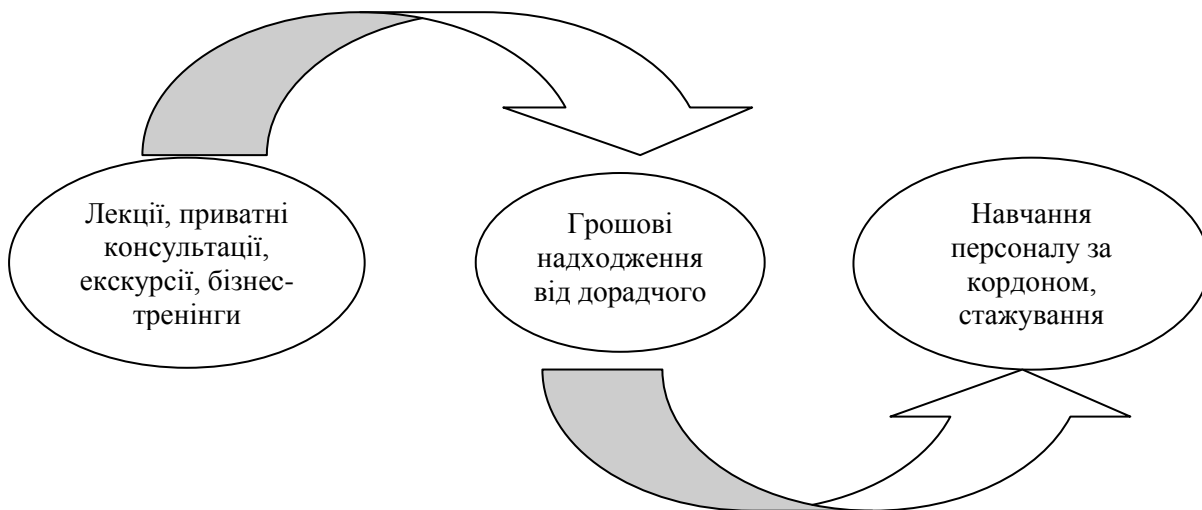 Лекції, приватні
консультації,
екскурсії, бізнес-
тренінги
Грошові
надходження
від дорадчого
Навчання
персоналу за
кордоном,
стажування